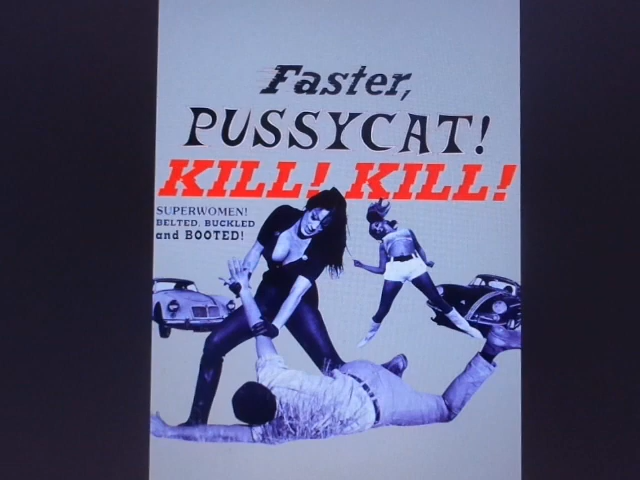 Faster,
PUSSYCAT!
KILL! KILL!
SUPERWOMEN!
BELTED, BUCKLED
and BOOTED!